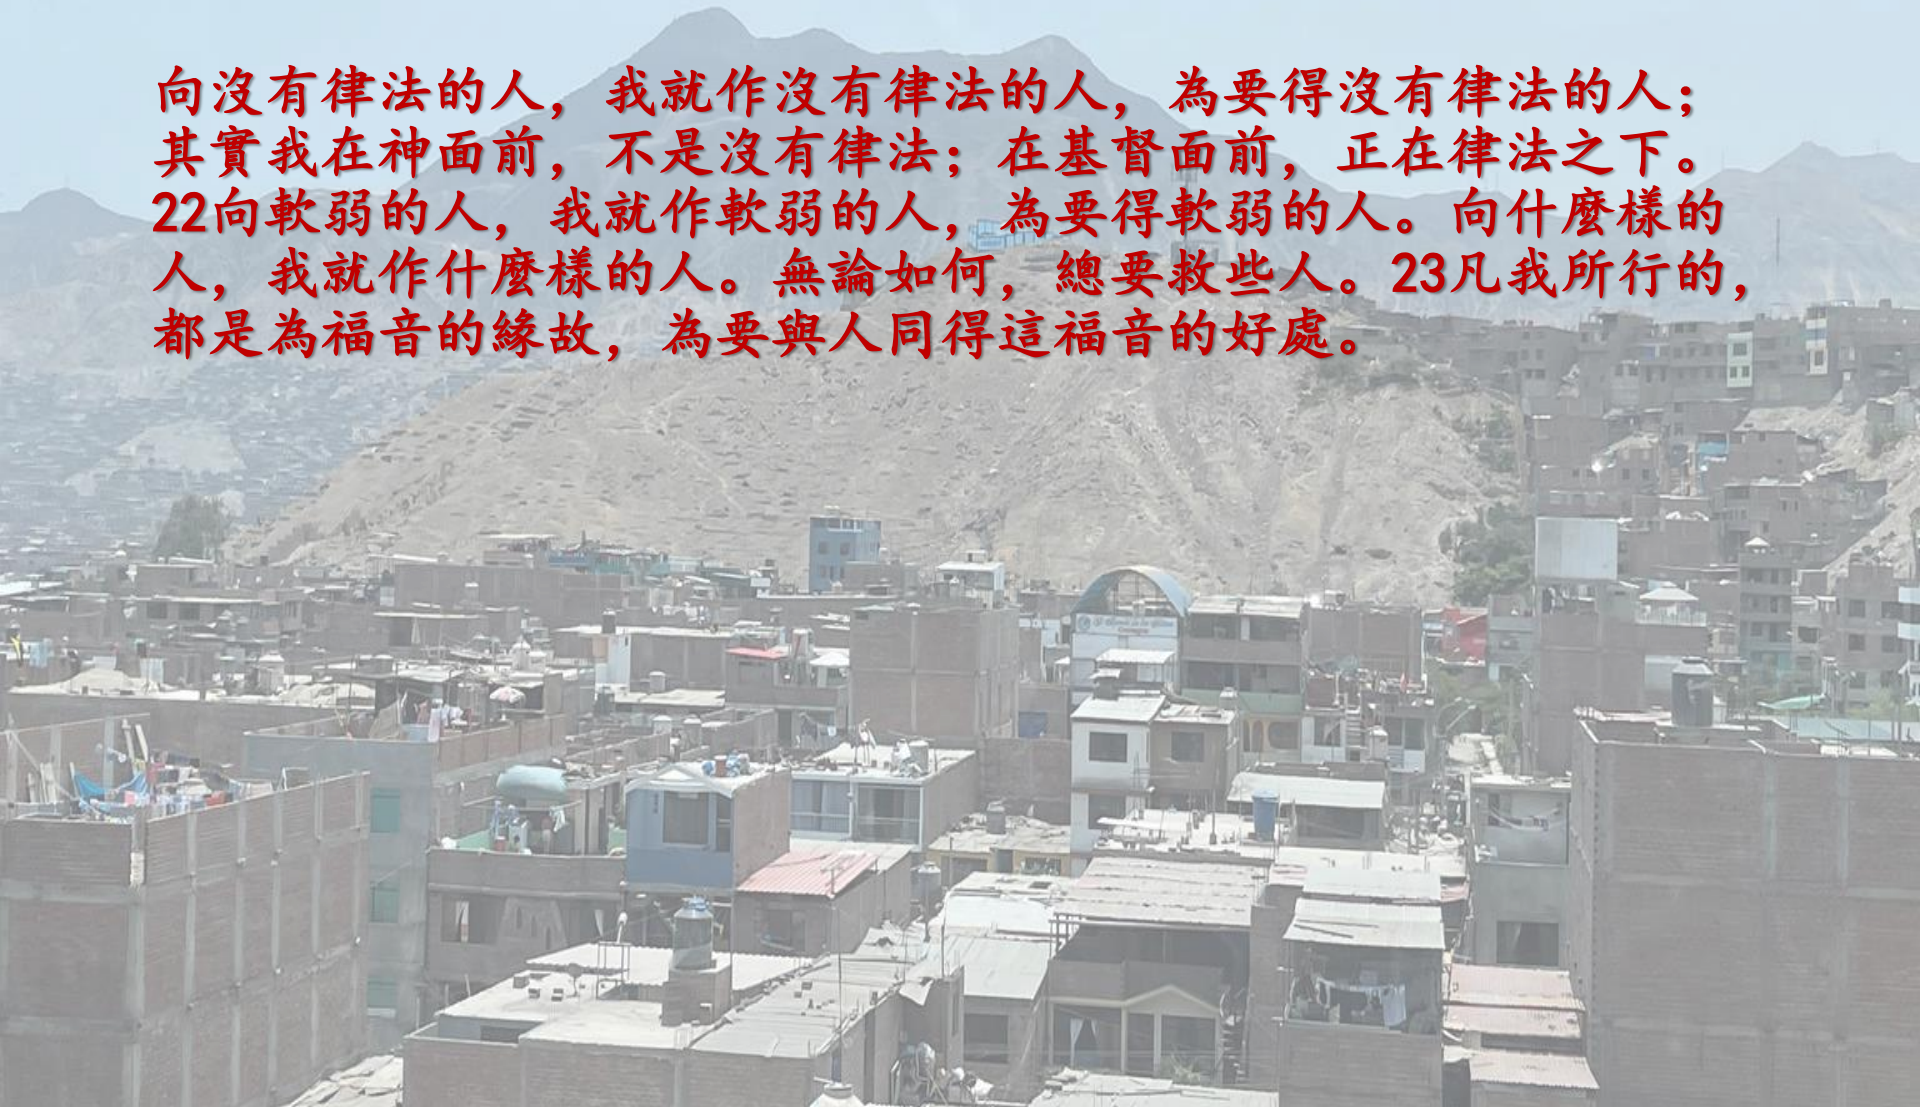 向沒有律法的人，我就作沒有律法的人，為要得沒有律法的人；
其實我在神面前，不是沒有律法；在基督面前，正在律法之下。
22向軟弱的人，我就作軟弱的人，為要得軟弱的人。向什麼樣的
人，我就作什麼樣的人。無論如何，總要救些人。23凡我所行的，
都是為福音的緣故，為要與人同得這福音的好處。